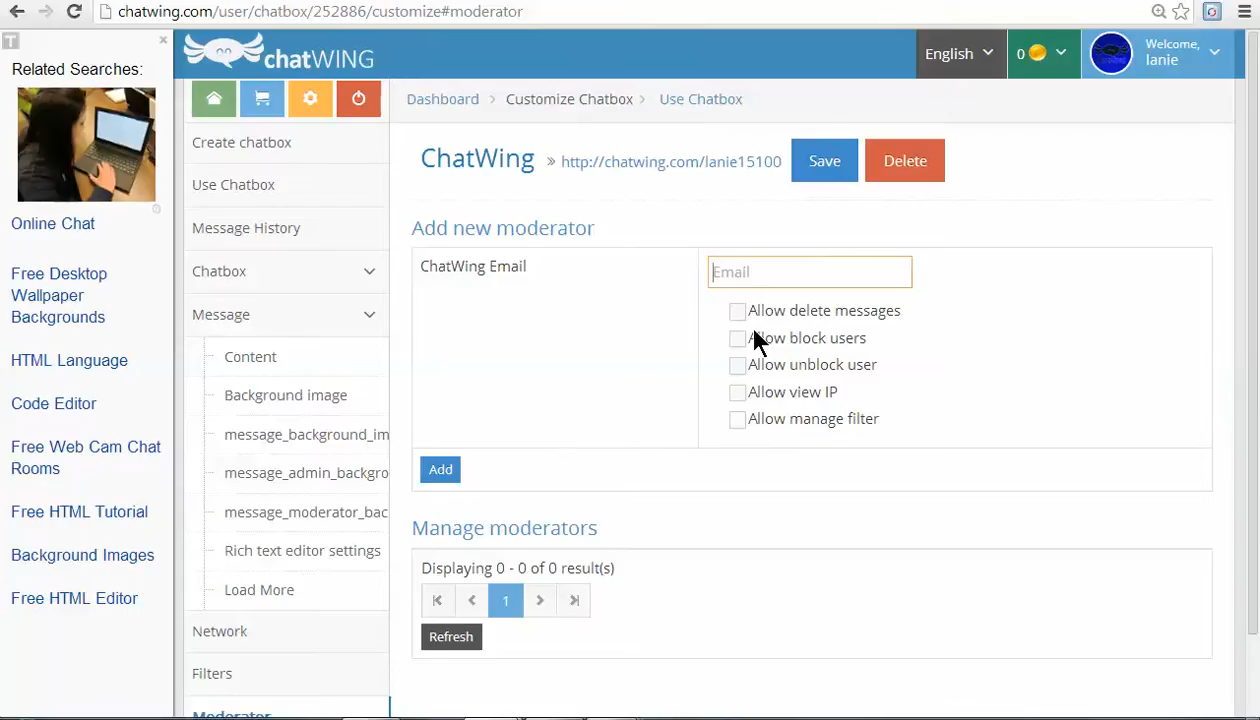 chatwing.com/user/chatbox/252886/customize#moderator
T
Related Searches:
Online Chat
Free Desktop
Wallpaper
Backgrounds
HTML Language
Code Editor
Free Web Cam Chat
Rooms
Free HTML Tutorial
Background Images
Free HTML Editor
chatWING
English
0
Welcome,
lanie
Create chatbox
Use Chatbox
Message History
Chatbox
Message
Content
Background image
message_background_im
message_admin_backgro
message_moderator_bac
Rich text editor settings
Load More
Network
Filters
Moderator
Dashboard > Customize Chatbox > Use Chatbox
ChatWing » http://chatwing.com/lanie15100 Save Delete
Add new moderator
ChatWing Email
Email
Allow delete messages
Allow block users
Allow unblock user
Allow view IP
Allow manage filter
Add
Manage moderators
Displaying 0 - 0 of 0 result(s)
1
Refresh